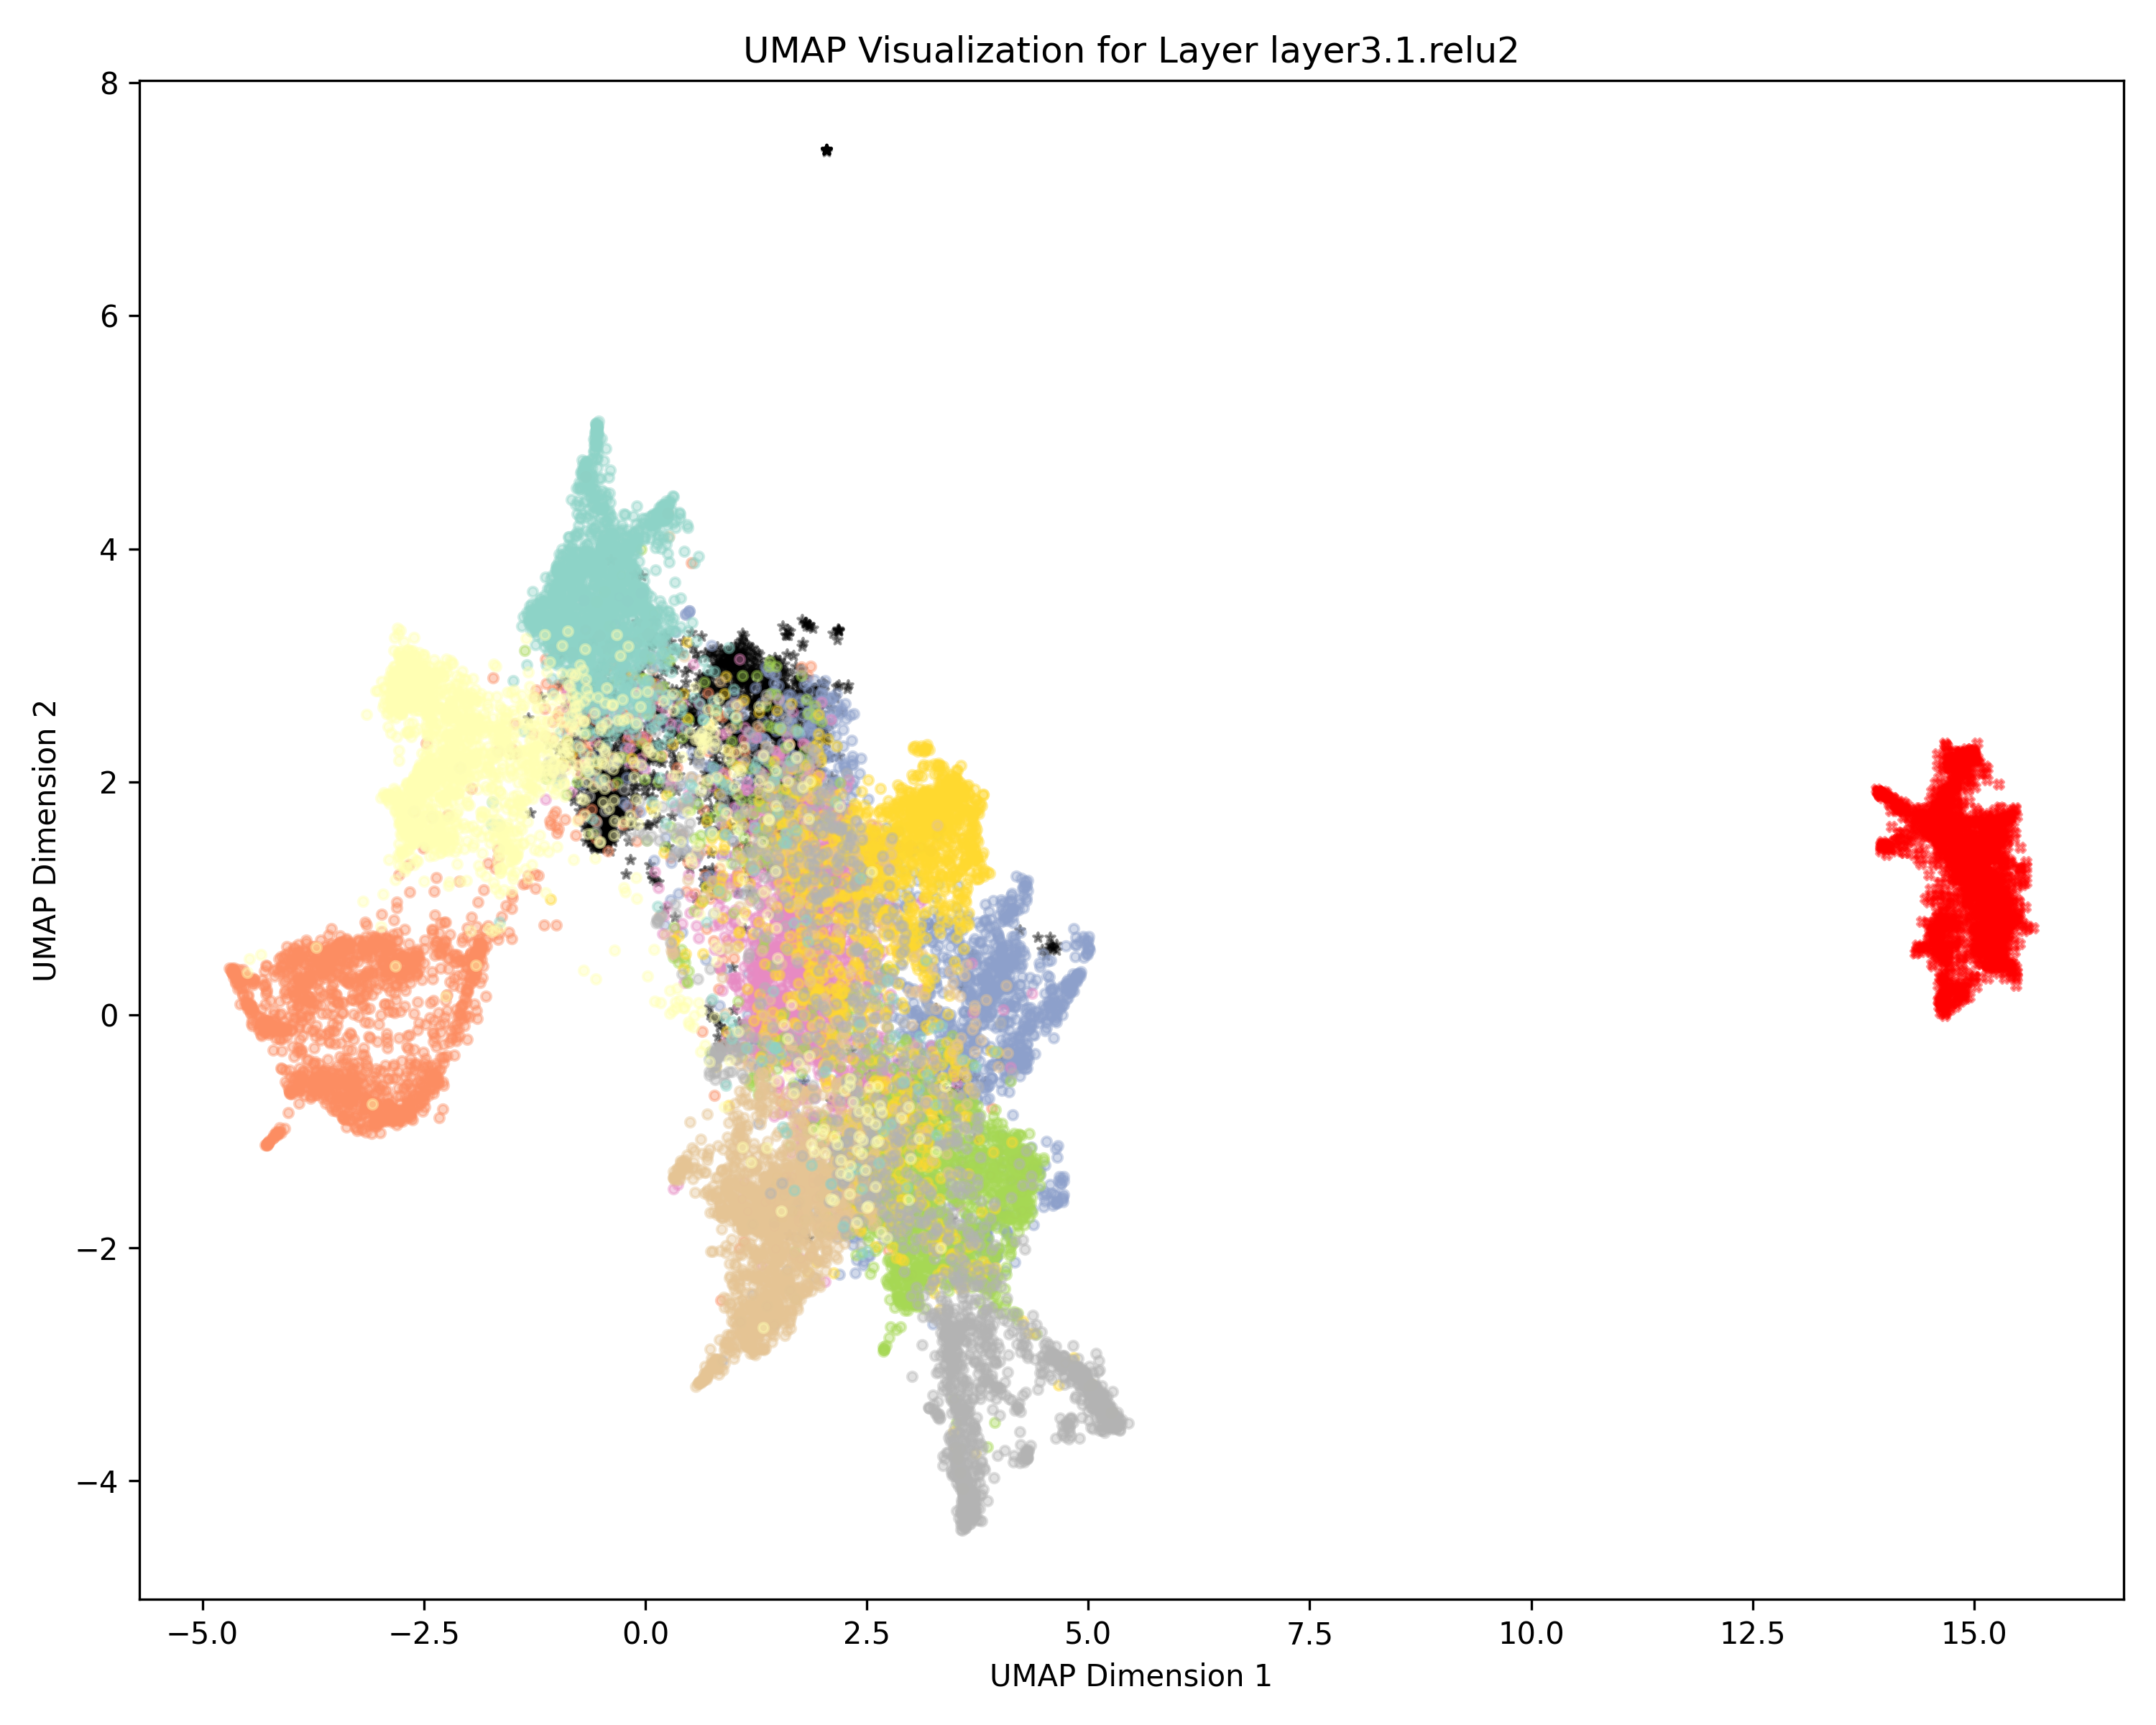 UMAP Visualization for Layer layer3.1.relu2
8
6
4
2
0
−2
−4
UMAP Dimension 2
−5.0 −2.5 0.0 2.5 5.0 7.5 10.0 12.5 15.0
UMAP Dimension 1